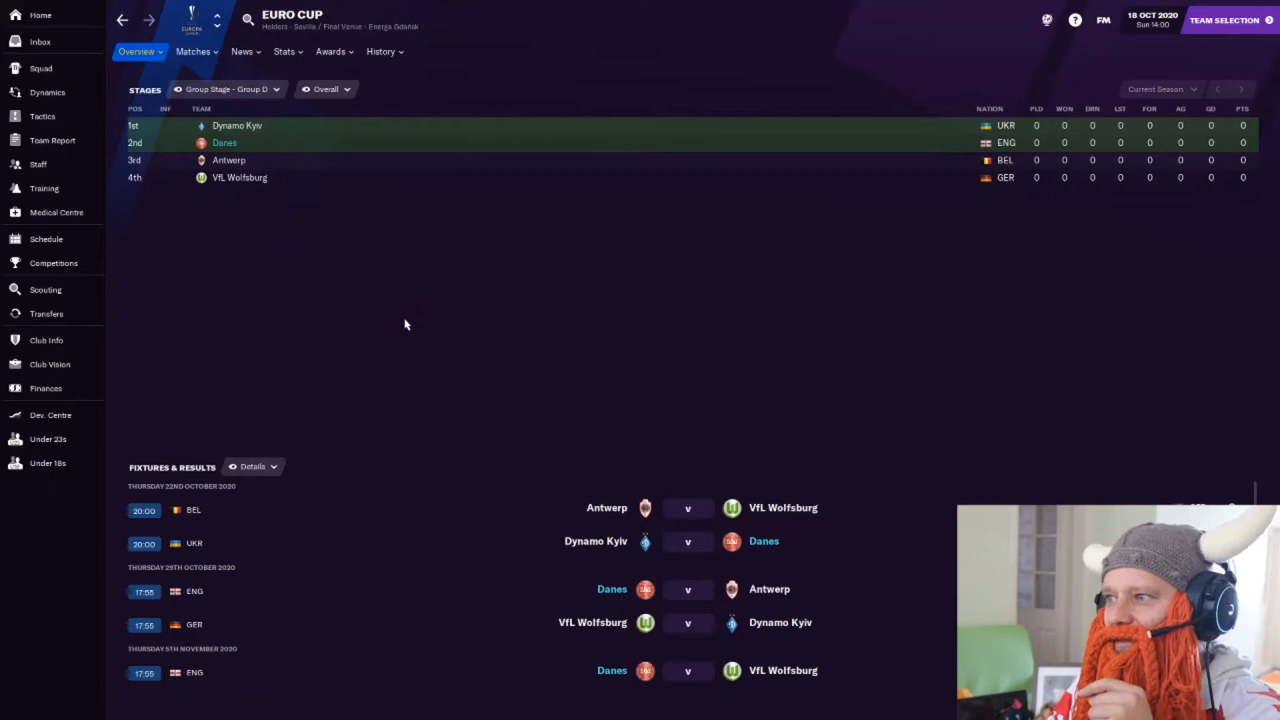 Home
Inbox
Squad
Dynamics
Tactics
Team Report
Staff
Training
Medical Centre
Schedule
Competitions
Scouting
Transfers
Club Info
Club Vision
Finances
Dev. Centre
Under 23s
Under 18s
EUROPA
LEAGUE
EURO CUP
Holders - Sevilla / Final Venue - Energa Gdańsk
FM
18 OCT 2020
Sun 14:00
TEAM SELECTION
Overview Matches News Stats Awards History
STAGES Group Stage - Group D Overall Current Season
POS INF TEAM NATION PLD WON DRN LST FOR AG GD PTS
1st Dynamo Kyiv UKR 0 0 0 0 0 0 0 0
2nd Danes ENG 0 0 0 0 0 0 0 0
3rd Antwerp BEL 0 0 0 0 0 0 0 0
4th VfL Wolfsburg GER 0 0 0 0 0 0 0 0
FIXTURES & RESULTS Details
THURSDAY 22ND OCTOBER 2020
20:00 BEL Antwerp v VfL Wolfsburg
20:00 UKR Dynamo Kyiv v Danes
THURSDAY 29TH OCTOBER 2020
17:55 ENG Danes v Antwerp
17:55 GER VfL Wolfsburg v Dynamo Kyiv
THURSDAY 5TH NOVEMBER 2020
17:55 ENG Danes v VfL Wolfsburg